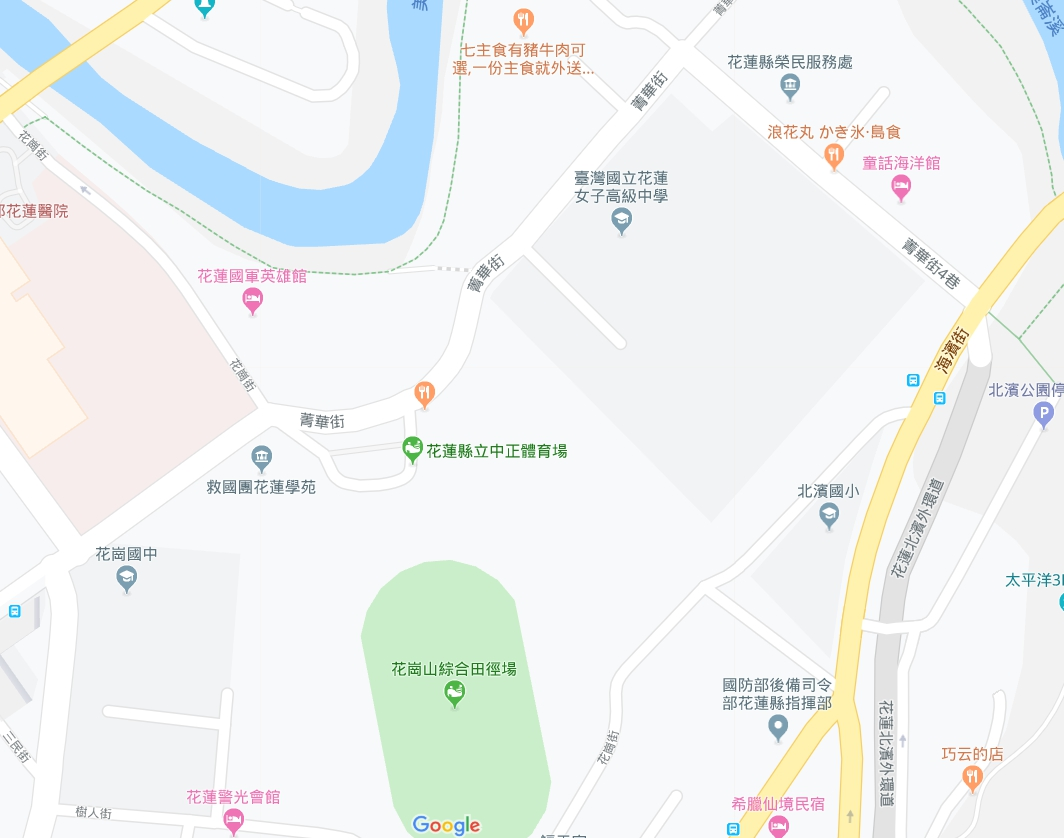 七主食有豬牛肉可
選,一份主食就外送...
花蓮縣榮民服務處
菁華街
浪花丸 かき氷·島食
童話海洋館
花崗街
臺灣國立花蓮
女子高級中學
部花蓮醫院
菁華街4巷
菁華街
花蓮國軍英雄館
海濱街
花崗街
北濱公園停
菁華街
花蓮縣立中正體育場
救國團花蓮學苑
北濱國小
花蓮北濱外環道
花崗國中
太平洋3
花崗山綜合田徑場
國防部後備司令
部花蓮縣指揮部
花崗街
花蓮北濱外環道
三民街
巧云的店
花蓮警光會館
希臘仙境民宿
樹人街
Google